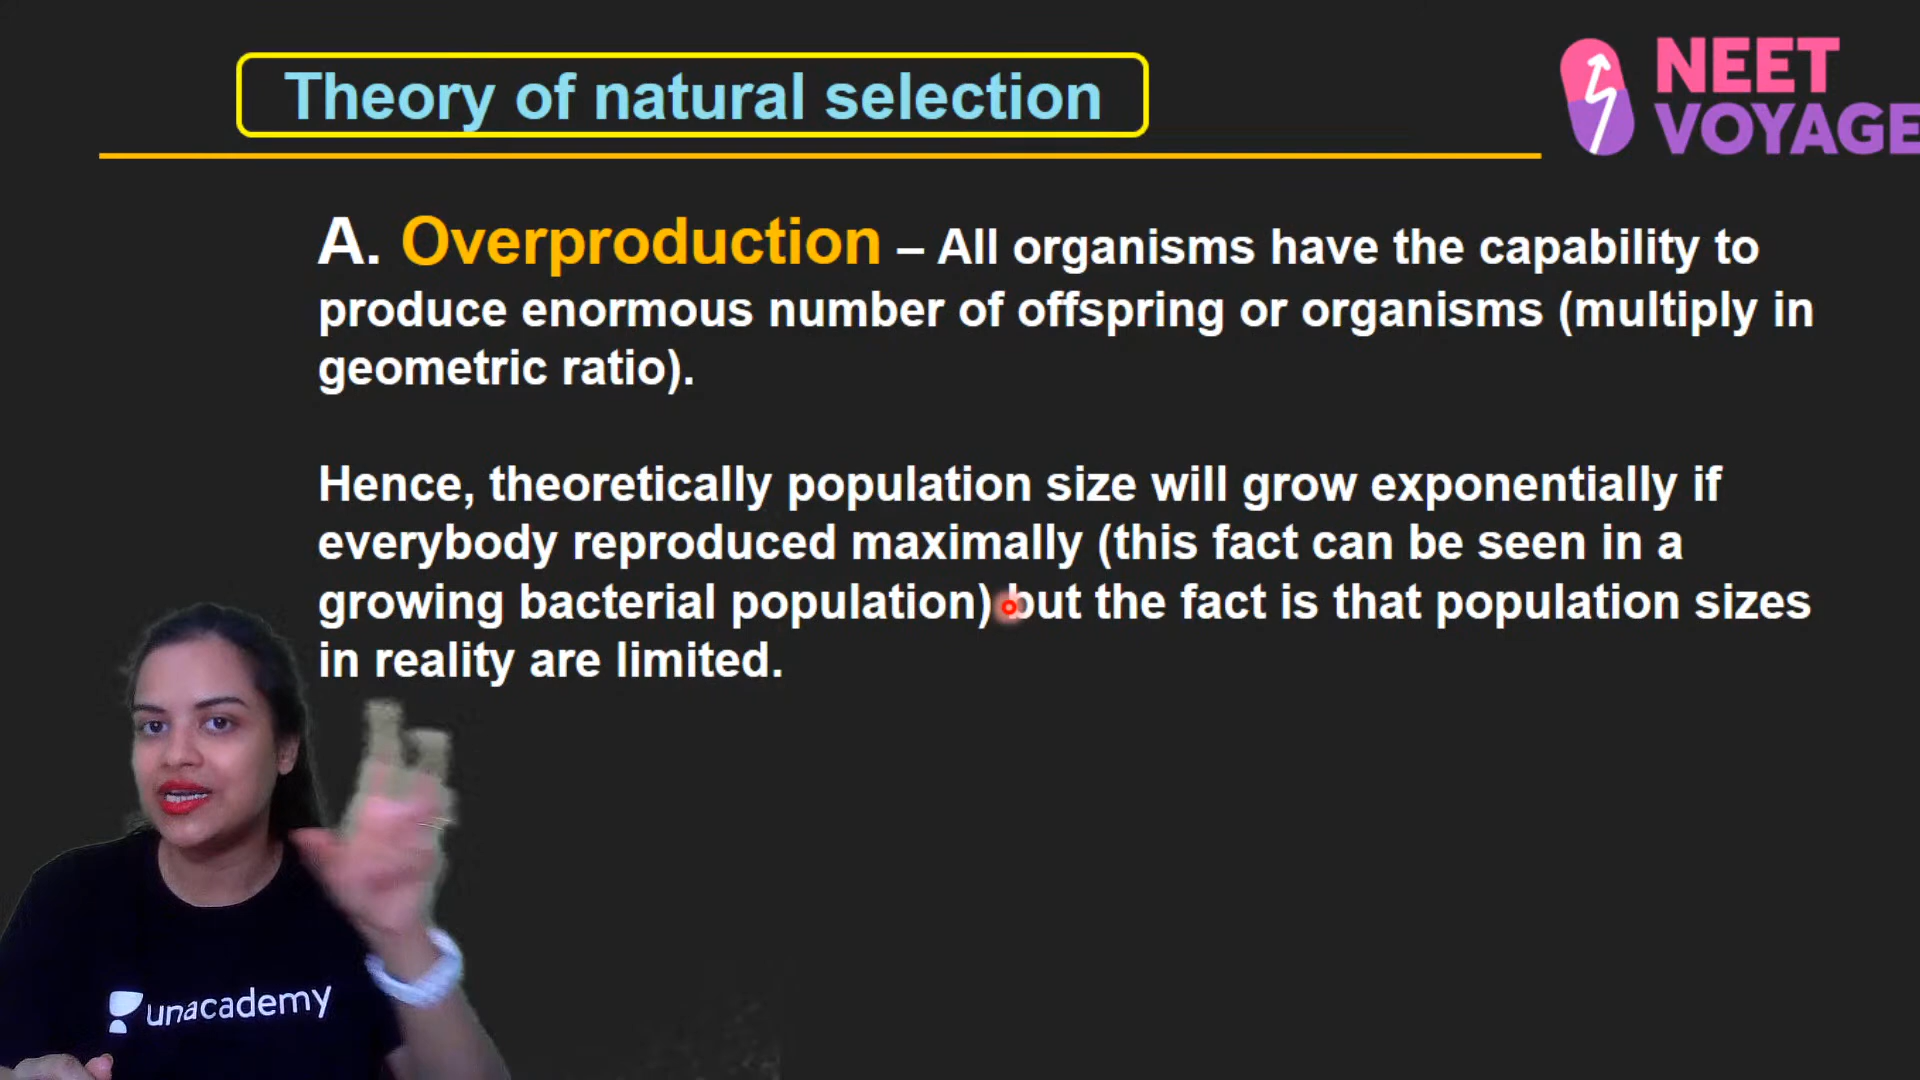 Theory of natural selection
NEET
VOYAGE
A. Overproduction – All organisms have the capability to
produce enormous number of offspring or organisms (multiply in
geometric ratio).
Hence, theoretically population size will grow exponentially if
everybody reproduced maximally (this fact can be seen in a
growing bacterial population) but the fact is that population sizes
in reality are limited.
unacademy